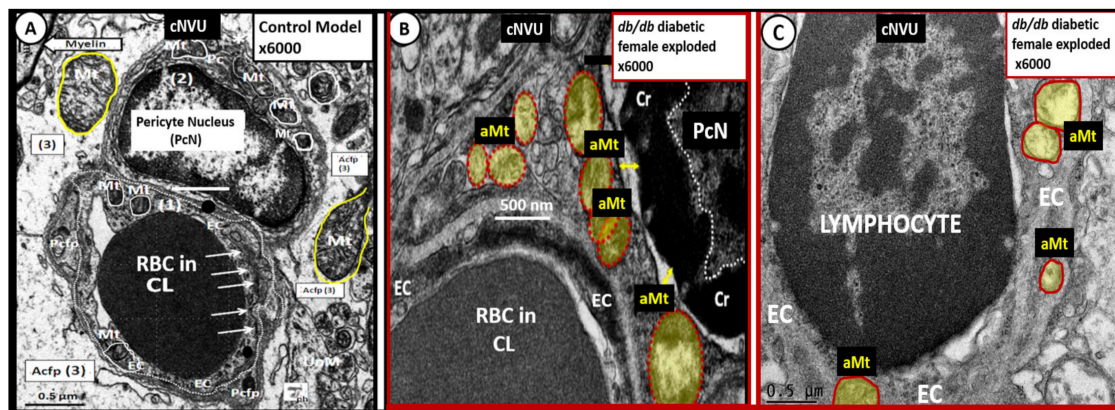 A
cNVU
Control Model
x6000
Myelin
Mt
Pc
Mt
Mt
(2)
Mt
Pericyte Nucleus
(PcN)
Mt
(3)
Acfp
(3)
Mt
Mt
(1)
EC
Mt
Pcfp
RBC in
CL
Acfp (3)
Mt
EC
EC
EC
UnM
Acfp (3)
Pcfp
0.5 µm
B
cNVU
db/db diabetic
female exploded
x6000
Cr
PcN
aMt
aMt
500 nm
aMt
EC
EC
aMt
Cr
RBC in
CL
C
cNVU
db/db diabetic
female exploded
x6000
aMt
EC
LYMPHOCYTE
aMt
EC
aMt
EC
0.5 µm